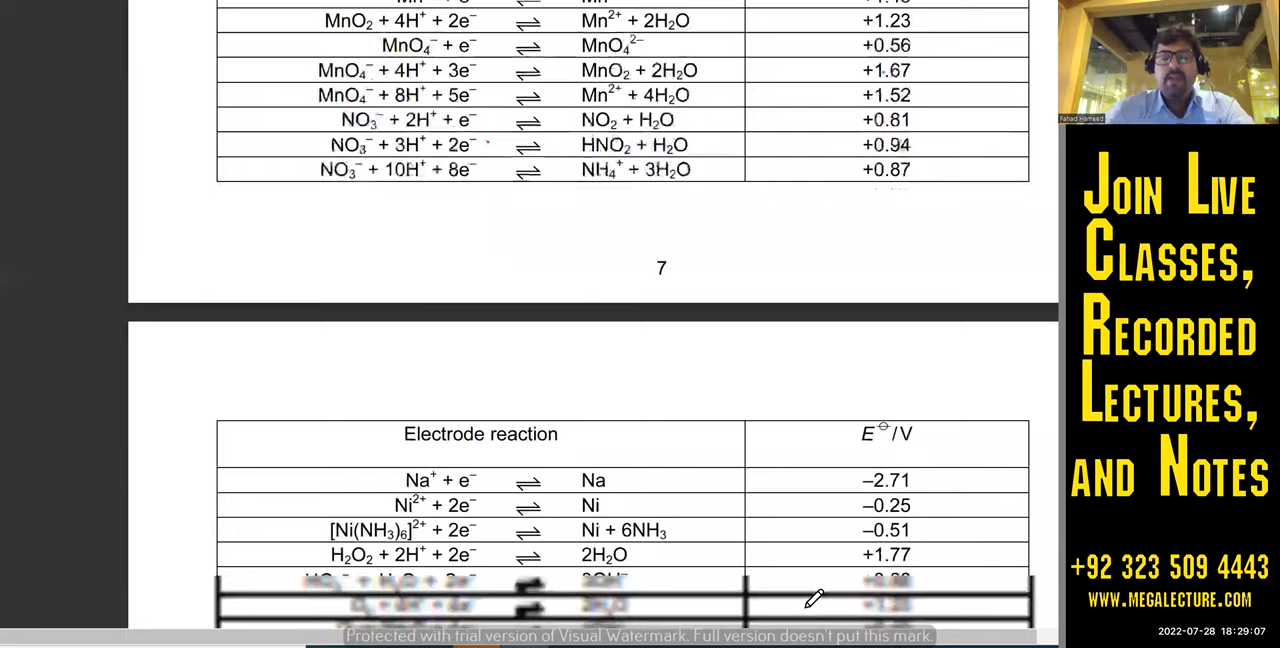 MnO₂ + 4H⁺ + 2e⁻ ⇌ Mn²⁺ + 2H₂O +1.23
MnO₄⁻ + e⁻ ⇌ MnO₄²⁻ +0.56
MnO₄⁻ + 4H⁺ + 3e⁻ ⇌ MnO₂ + 2H₂O +1.67
MnO₄⁻ + 8H⁺ + 5e⁻ ⇌ Mn²⁺ + 4H₂O +1.52
NO₃⁻ + 2H⁺ + e⁻ ⇌ NO₂ + H₂O +0.81
NO₃⁻ + 3H⁺ + 2e⁻ ⇌ HNO₂ + H₂O +0.94
NO₃⁻ + 10H⁺ + 8e⁻ ⇌ NH₄⁺ + 3H₂O +0.87
7
Electrode reaction E⦵/V
Na⁺ + e⁻ ⇌ Na –2.71
Ni²⁺ + 2e⁻ ⇌ Ni –0.25
[Ni(NH₃)₆]²⁺ + 2e⁻ ⇌ Ni + 6NH₃ –0.51
H₂O₂ + 2H⁺ + 2e⁻ ⇌ 2H₂O +1.77
Protected with trial version of Visual Watermark. Full version doesn't put this mark.
Fahad Hameed
JOIN LIVE
CLASSES,
RECORDED
LECTURES,
AND NOTES
+92 323 509 4443
WWW.MEGALECTURE.COM
2022-07-28 18:29:07